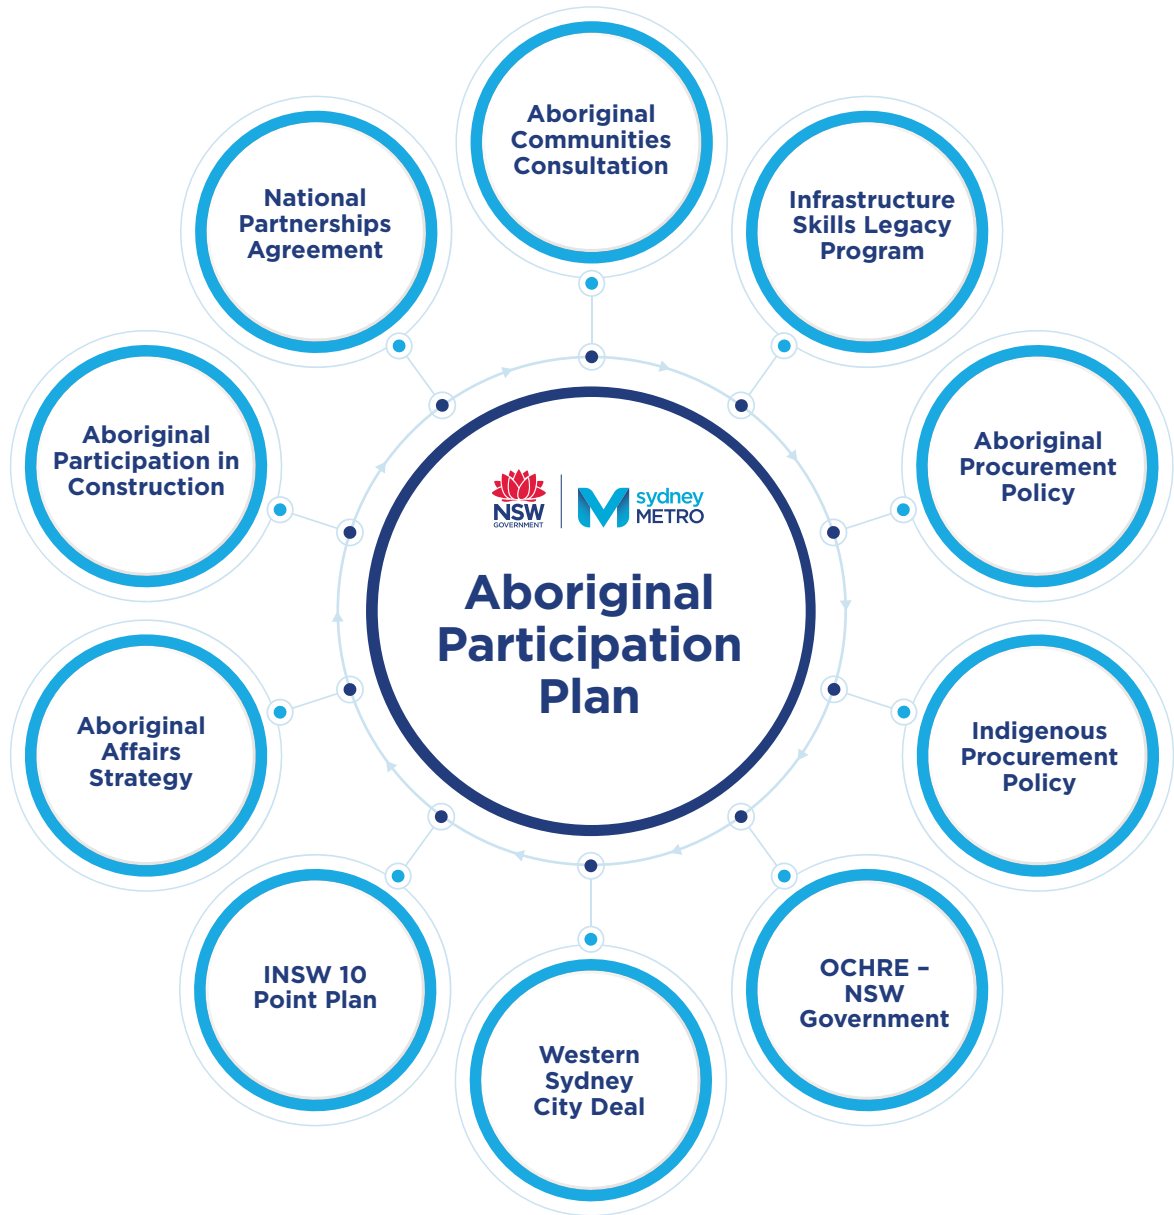 Aboriginal
Communities
Consultation
Infrastructure
Skills Legacy
Program
Aboriginal
Procurement
Policy
Indigenous
Procurement
Policy
OCHRE –
NSW
Government
Western
Sydney
City Deal
INSW 10
Point Plan
Aboriginal
Affairs
Strategy
Aboriginal
Participation in
Construction
National
Partnerships
Agreement
NSW
GOVERNMENT
sydney
METRO
Aboriginal
Participation
Plan